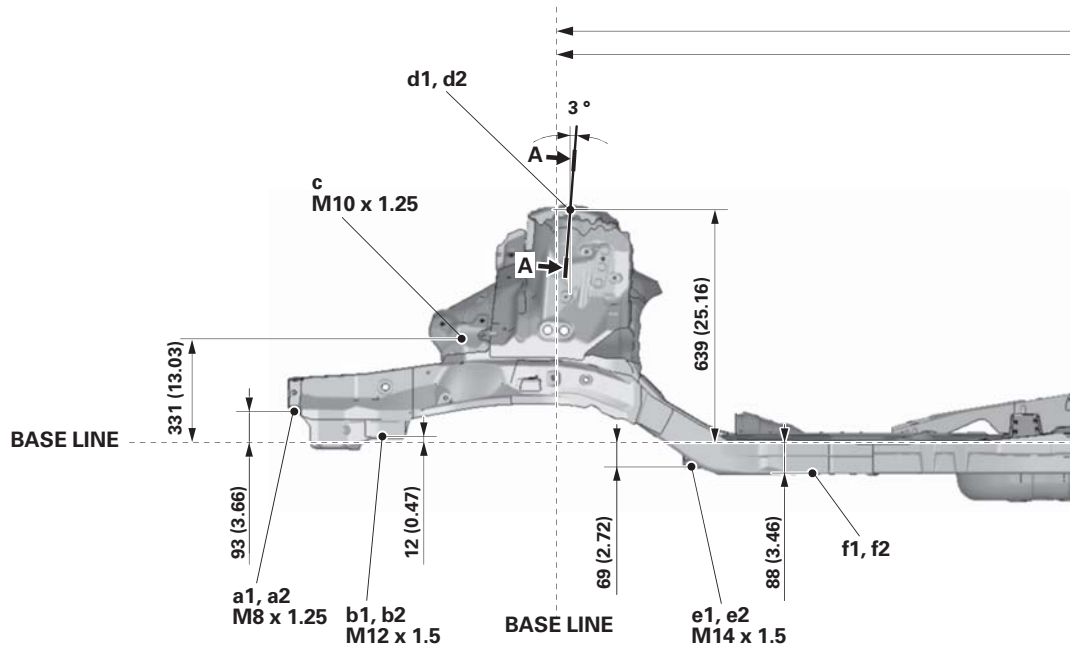 d1, d2
3 °
A
c
M10 x 1.25
A
331 (13.03)
639 (25.16)
BASE LINE
93 (3.66)
12 (0.47)
69 (2.72)
88 (3.46)
f1, f2
a1, a2
M8 x 1.25
b1, b2
M12 x 1.5
BASE LINE
e1, e2
M14 x 1.5